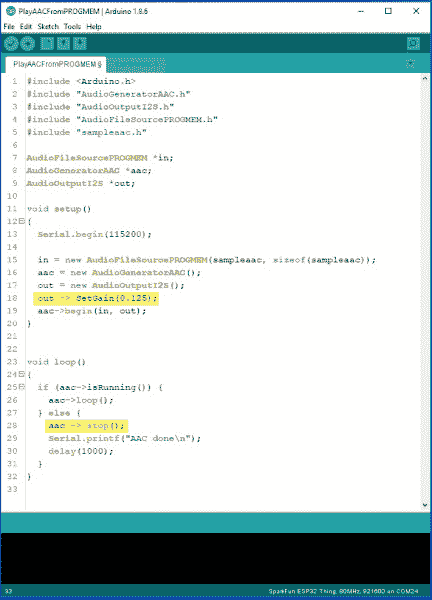 PlayAACFromPROGMEM | Arduino 1.8.6
File Edit Sketch Tools Help
PlayAACFromPROGMEM §
1 #include <Arduino.h>
2 #include "AudioGeneratorAAC.h"
3 #include "AudioOutputI2S.h"
4 #include "AudioFileSourcePROGMEM.h"
5 #include "sampleaac.h"
6
7 AudioFileSourcePROGMEM *in;
8 AudioGeneratorAAC *aac;
9 AudioOutputI2S *out;
10
11 void setup()
12 {
13 Serial.begin(115200);
14
15 in = new AudioFileSourcePROGMEM(sampleaac, sizeof(sampleaac));
16 aac = new AudioGeneratorAAC();
17 out = new AudioOutputI2S();
18 out -> SetGain(0.125);
19 aac->begin(in, out);
20 }
21
22
23 void loop()
24 {
25 if (aac->isRunning()) {
26 aac->loop();
27 } else {
28 aac -> stop();
29 Serial.printf("AAC done\n");
30 delay(1000);
31 }
32 }
33
33 SparkFun ESP32 Thing, 80MHz, 921600 on COM24